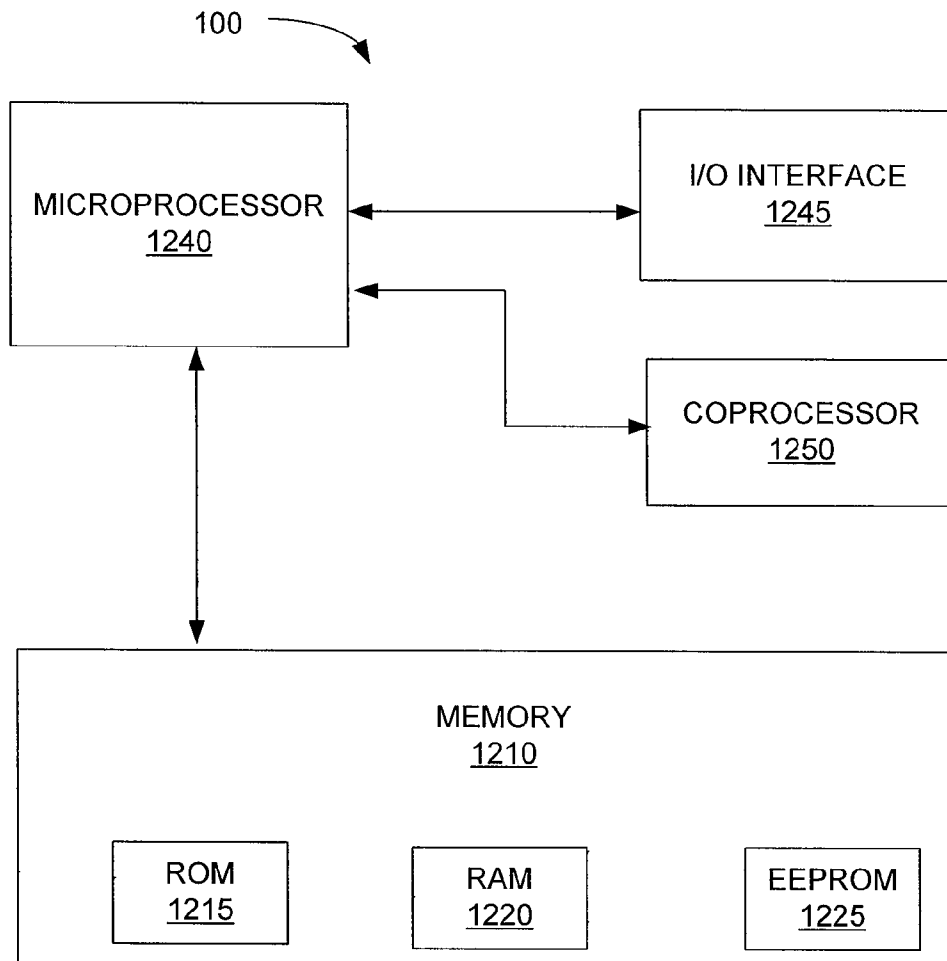 100
MICROPROCESSOR
1240
I/O INTERFACE
1245
COPROCESSOR
1250
MEMORY
1210
ROM
1215
RAM
1220
EEPROM
1225